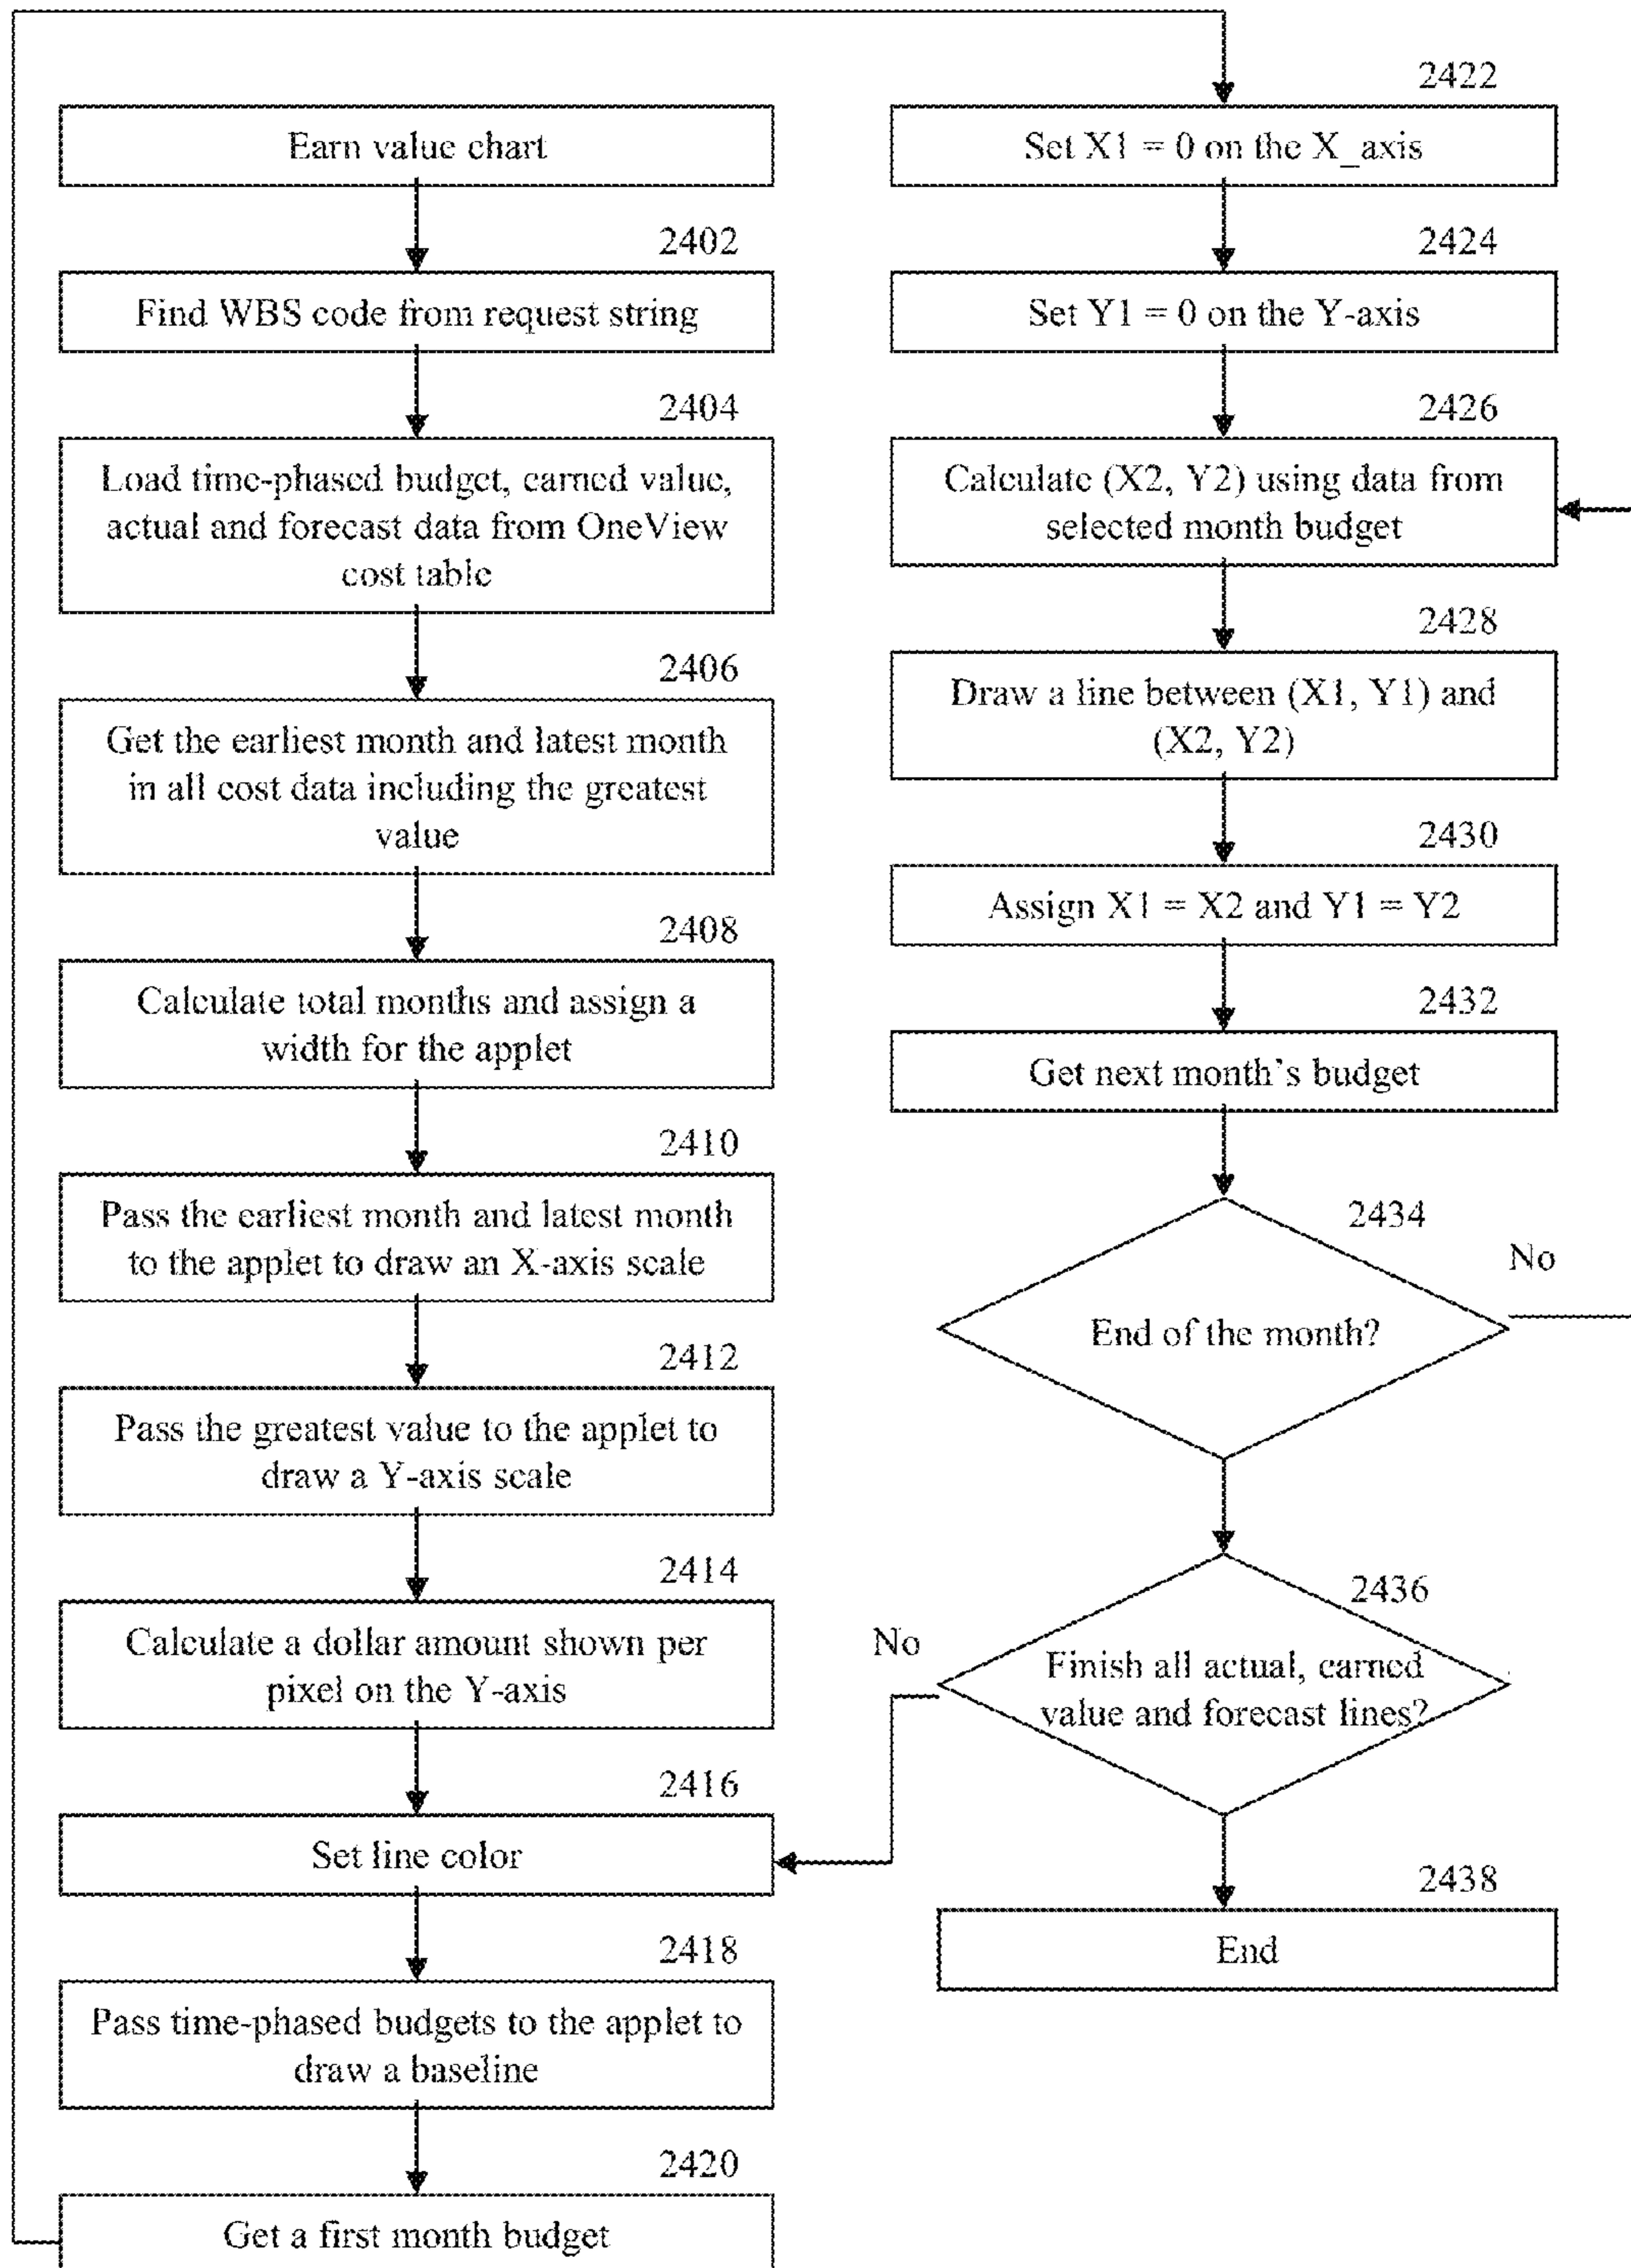 Earn value chart
2402
Find WBS code from request string
2404
Load time-phased budget, earned value,
actual and forecast data from OneView
cost table
2406
Get the earliest month and latest month
in all cost data including the greatest
value
2408
Calculate total months and assign a
width for the applet
2410
Pass the earliest month and latest month
to the applet to draw an X-axis scale
2412
Pass the greatest value to the applet to
draw a Y-axis scale
2414
Calculate a dollar amount shown per
pixel on the Y-axis
2416
Set line color
2418
Pass time-phased budgets to the applet to
draw a baseline
2420
Get a first month budget
2422
Set X1 = 0 on the X_axis
2424
Set Y1 = 0 on the Y-axis
2426
Calculate (X2, Y2) using data from
selected month budget
2428
Draw a line between (X1, Y1) and
(X2, Y2)
2430
Assign X1 = X2 and Y1 = Y2
2432
Get next month's budget
2434
No
End of the month?
2436
No
Finish all actual, earned
value and forecast lines?
2438
End